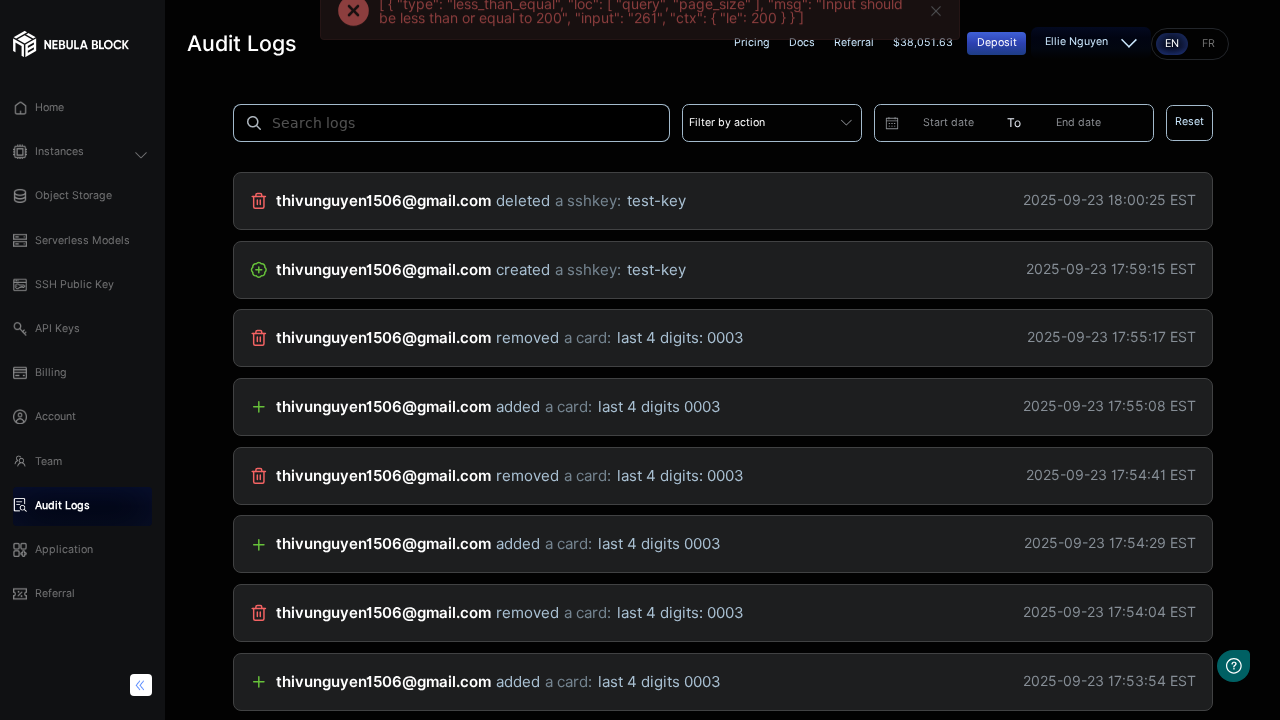 [ { "type": "less_than_equal", "loc": [ "query", "page_size" ], "msg": "Input should
be less than or equal to 200", "input": "261", "ctx": { "le": 200 } } ]
NEBULA BLOCK
Audit Logs
Pricing
Docs
Referral
$38,051.63
Deposit
Ellie Nguyen
EN
FR
Home
Instances
Object Storage
Serverless Models
SSH Public Key
API Keys
Billing
Account
Team
Audit Logs
Application
Referral
Search logs
Filter by action
Start date
To
End date
Reset
thivunguyen1506@gmail.com deleted a sshkey: test-key 2025-09-23 18:00:25 EST
thivunguyen1506@gmail.com created a sshkey: test-key 2025-09-23 17:59:15 EST
thivunguyen1506@gmail.com removed a card: last 4 digits: 0003 2025-09-23 17:55:17 EST
thivunguyen1506@gmail.com added a card: last 4 digits 0003 2025-09-23 17:55:08 EST
thivunguyen1506@gmail.com removed a card: last 4 digits: 0003 2025-09-23 17:54:41 EST
thivunguyen1506@gmail.com added a card: last 4 digits 0003 2025-09-23 17:54:29 EST
thivunguyen1506@gmail.com removed a card: last 4 digits: 0003 2025-09-23 17:54:04 EST
thivunguyen1506@gmail.com added a card: last 4 digits 0003 2025-09-23 17:53:54 EST